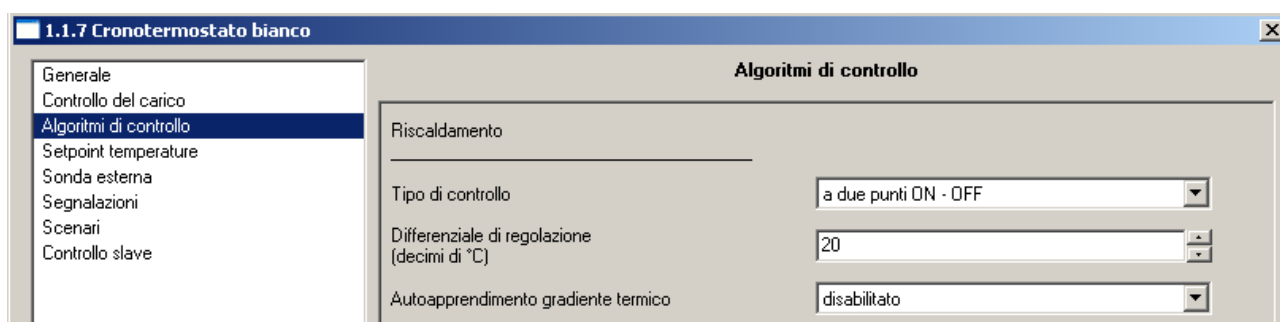 1.1.7 Cronotermostato bianco
Generale
Controllo del carico
Algoritmi di controllo
Setpoint temperature
Sonda esterna
Segnalazioni
Scenari
Controllo slave
Algoritmi di controllo
Riscaldamento
Tipo di controllo
a due punti ON - OFF
Differenziale di regolazione
(decimi di °C)
20
Autoapprendimento gradiente termico
disabilitato